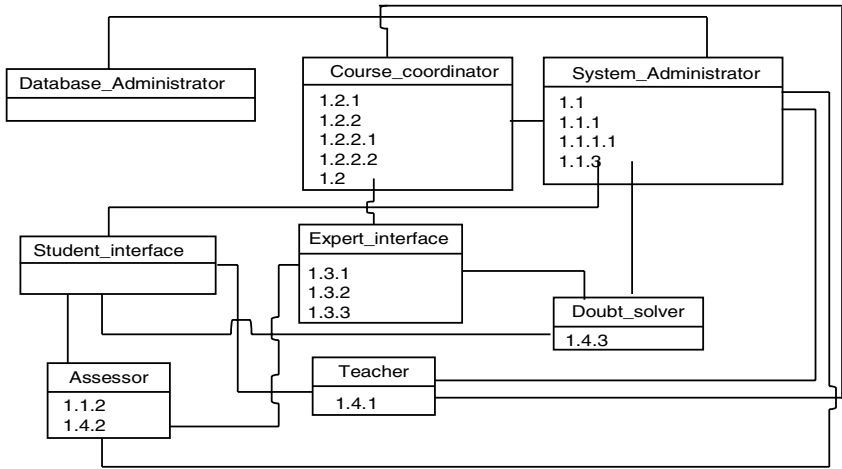 Database_Administrator
Course_coordinator
1.2.1
1.2.2
1.2.2.1
1.2.2.2
1.2
System_Administrator
1.1
1.1.1
1.1.1.1
1.1.3
Student_interface
Expert_interface
1.3.1
1.3.2
1.3.3
Doubt_solver
1.4.3
Assessor
1.1.2
1.4.2
Teacher
1.4.1